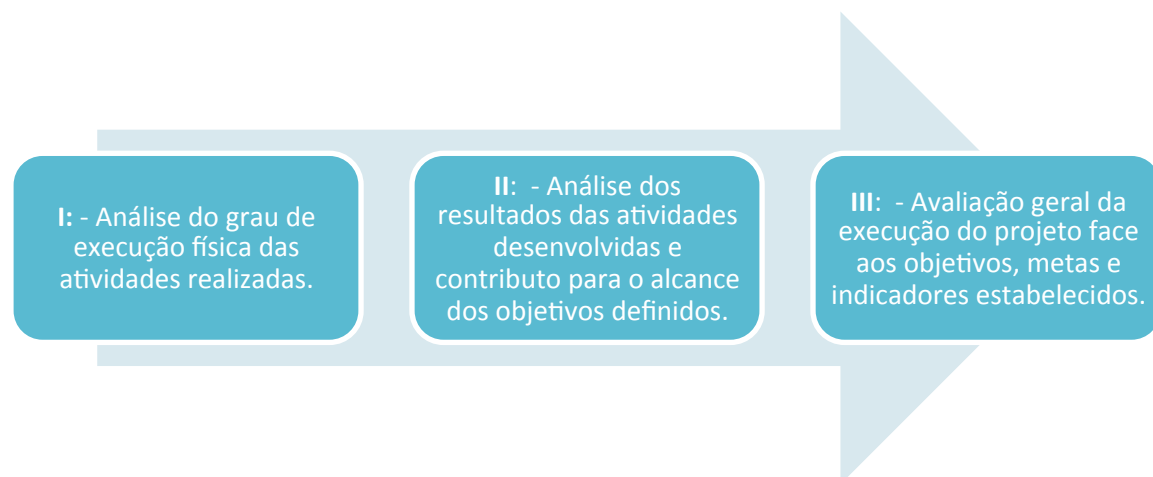 I: - Análise do grau de
execução física das
atividades realizadas.
II:  - Análise dos
resultados das atividades
desenvolvidas e
contributo para o alcance
dos objetivos definidos.
III:  - Avaliação geral da
execução do projeto face
aos objetivos, metas e
indicadores estabelecidos.